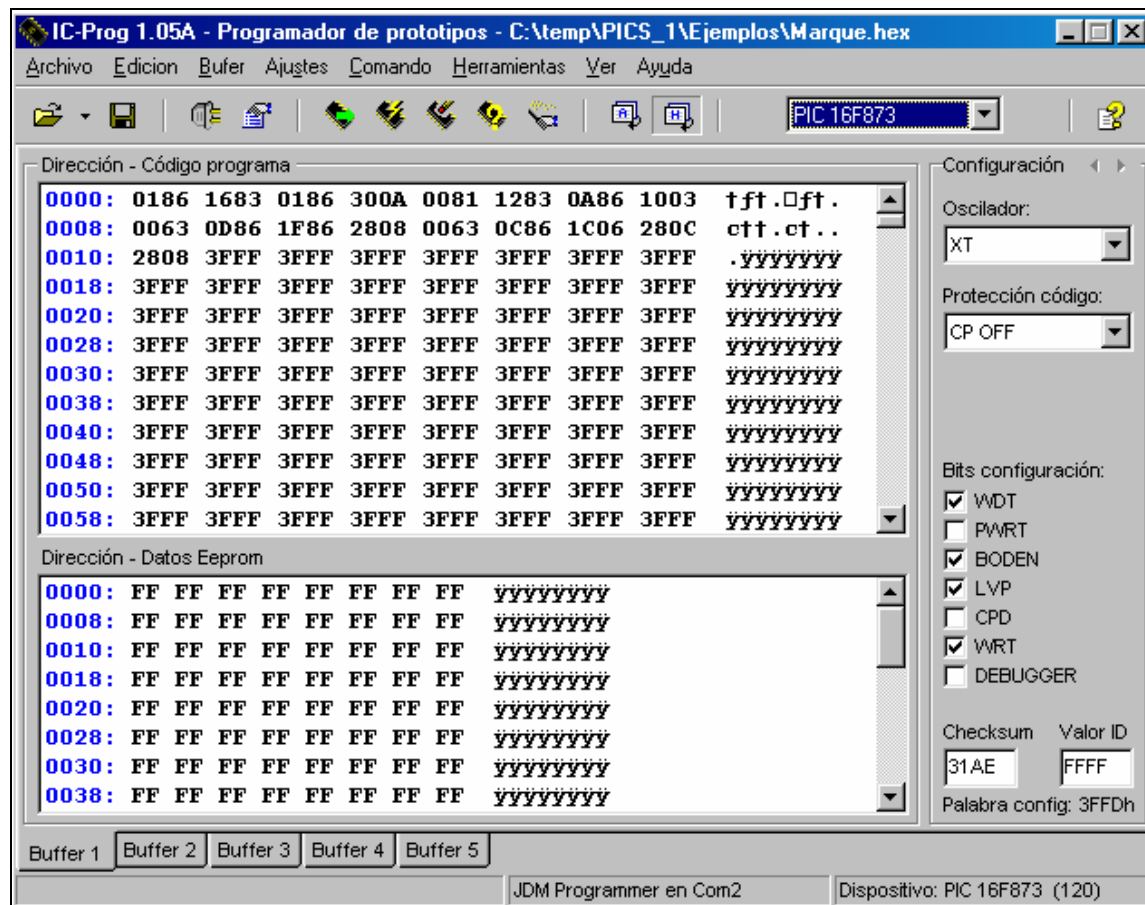 IC-Prog 1.05A - Programador de prototipos - C:\temp\PICS_1\Ejemplos\Marque.hex
Archivo Edicion Bufer Ajustes Comando Herramientas Ver Ayuda
PIC 16F873
Dirección - Código programa
0000: 0186 1683 0186 300A 0081 1283 0A86 1003 †ƒ†.□ƒ†.
0008: 0063 0D86 1F86 2808 0063 0C86 1C06 280C c††.c†..
0010: 2808 3FFF 3FFF 3FFF 3FFF 3FFF 3FFF 3FFF .ÿÿÿÿÿÿÿ
0018: 3FFF 3FFF 3FFF 3FFF 3FFF 3FFF 3FFF 3FFF ÿÿÿÿÿÿÿÿ
0020: 3FFF 3FFF 3FFF 3FFF 3FFF 3FFF 3FFF 3FFF ÿÿÿÿÿÿÿÿ
0028: 3FFF 3FFF 3FFF 3FFF 3FFF 3FFF 3FFF 3FFF ÿÿÿÿÿÿÿÿ
0030: 3FFF 3FFF 3FFF 3FFF 3FFF 3FFF 3FFF 3FFF ÿÿÿÿÿÿÿÿ
0038: 3FFF 3FFF 3FFF 3FFF 3FFF 3FFF 3FFF 3FFF ÿÿÿÿÿÿÿÿ
0040: 3FFF 3FFF 3FFF 3FFF 3FFF 3FFF 3FFF 3FFF ÿÿÿÿÿÿÿÿ
0048: 3FFF 3FFF 3FFF 3FFF 3FFF 3FFF 3FFF 3FFF ÿÿÿÿÿÿÿÿ
0050: 3FFF 3FFF 3FFF 3FFF 3FFF 3FFF 3FFF 3FFF ÿÿÿÿÿÿÿÿ
0058: 3FFF 3FFF 3FFF 3FFF 3FFF 3FFF 3FFF 3FFF ÿÿÿÿÿÿÿÿ
Dirección - Datos Eeprom
0000: FF FF FF FF FF FF FF FF ÿÿÿÿÿÿÿÿ
0008: FF FF FF FF FF FF FF FF ÿÿÿÿÿÿÿÿ
0010: FF FF FF FF FF FF FF FF ÿÿÿÿÿÿÿÿ
0018: FF FF FF FF FF FF FF FF ÿÿÿÿÿÿÿÿ
0020: FF FF FF FF FF FF FF FF ÿÿÿÿÿÿÿÿ
0028: FF FF FF FF FF FF FF FF ÿÿÿÿÿÿÿÿ
0030: FF FF FF FF FF FF FF FF ÿÿÿÿÿÿÿÿ
0038: FF FF FF FF FF FF FF FF ÿÿÿÿÿÿÿÿ
Configuración
Oscilador:
XT
Protección código:
CP OFF
Bits configuración:
WDT
PWRT
BODEN
LVP
CPD
WRT
DEBUGGER
Checksum Valor ID
31AE FFFF
Palabra config: 3FFDh
Buffer 1 Buffer 2 Buffer 3 Buffer 4 Buffer 5
JDM Programmer en Com2 Dispositivo: PIC 16F873 (120)